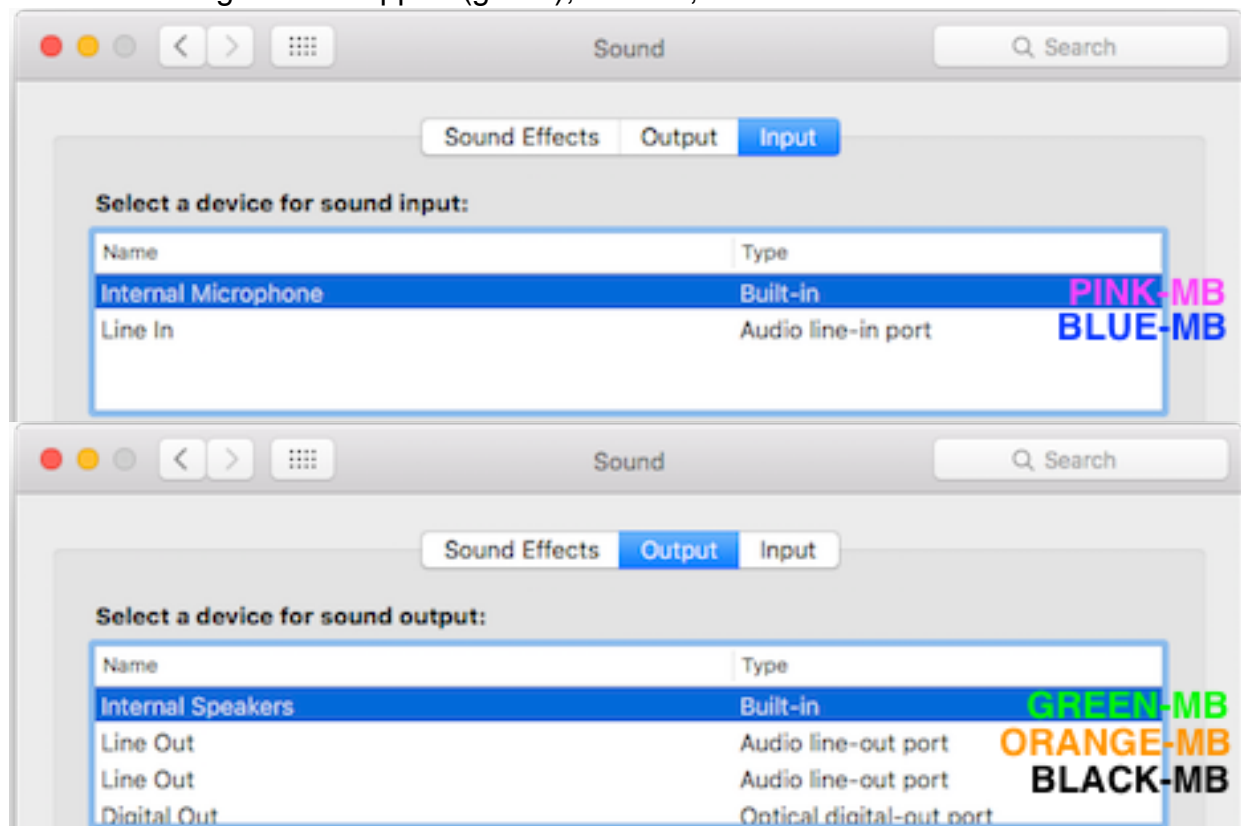 Sound
Search
Sound Effects Output Input
Select a device for sound input:
Name Type
Internal Microphone Built-in PINK-MB
Line In Audio line-in port BLUE-MB
Sound
Search
Sound Effects Output Input
Select a device for sound output:
Name Type
Internal Speakers Built-in GREEN-MB
Line Out Audio line-out port ORANGE-MB
Line Out Audio line-out port BLACK-MB
Digital Out Optical digital-out port